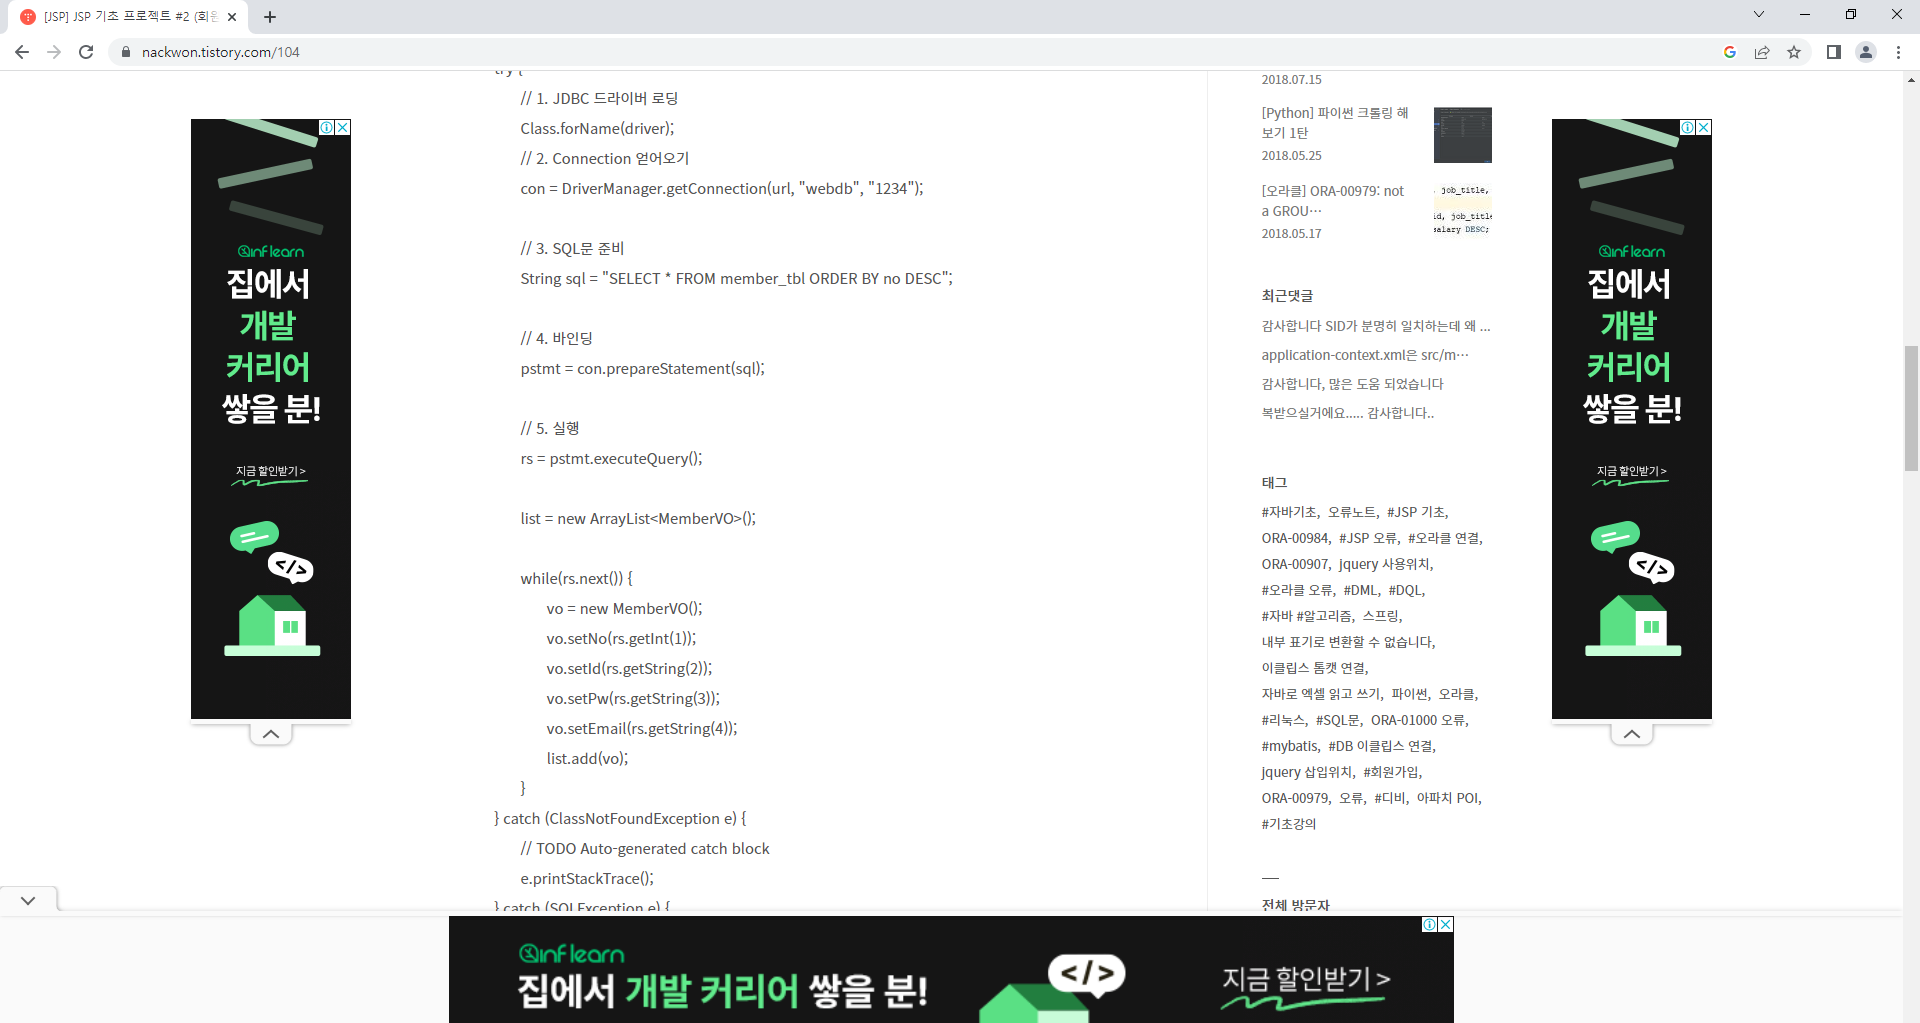 [JSP] JSP 기초 프로젝트 #2 (회원
nackwon.tistory.com/104
try {
// 1. JDBC 드라이버 로딩
Class.forName(driver);
// 2. Connection 얻어오기
con = DriverManager.getConnection(url, "webdb", "1234");
// 3. SQL문 준비
String sql = "SELECT * FROM member_tbl ORDER BY no DESC";
// 4. 바인딩
pstmt = con.prepareStatement(sql);
// 5. 실행
rs = pstmt.executeQuery();
list = new ArrayList<MemberVO>();
while(rs.next()) {
vo = new MemberVO();
vo.setNo(rs.getInt(1));
vo.setId(rs.getString(2));
vo.setPw(rs.getString(3));
vo.setEmail(rs.getString(4));
list.add(vo);
}
} catch (ClassNotFoundException e) {
// TODO Auto-generated catch block
e.printStackTrace();
} catch (SQLException e) {
2018.07.15
[Python] 파이썬 크롤링 해
보기 1탄
2018.05.25
[오라클] ORA-00979: not
a GROU…
2018.05.17
job_title,
id, job_title
salary DESC;
최근댓글
감사합니다 SID가 분명히 일치하는데 왜 ...
application-context.xml은 src/m…
감사합니다, 많은 도움 되었습니다
복받으실거에요..... 감사합니다..
태그
#자바기초, 오류노트, #JSP 기초,
ORA-00984, #JSP 오류, #오라클 연결,
ORA-00907, jquery 사용위치,
#오라클 오류, #DML, #DQL,
#자바 #알고리즘, 스프링,
내부 표기로 변환할 수 없습니다,
이클립스 톰캣 연결,
자바로 엑셀 읽고 쓰기, 파이썬, 오라클,
#리눅스, #SQL문, ORA-01000 오류,
#mybatis, #DB 이클립스 연결,
jquery 삽입위치, #회원가입,
ORA-00979, 오류, #디비, 아파치 POI,
#기초강의
전체 방문자
inflearn
집에서
개발
커리어
쌓을 분!
지금 할인받기 >
</>
inflearn
집에서
개발
커리어
쌓을 분!
지금 할인받기 >
</>
inflearn
집에서 개발 커리어 쌓을 분!
</>
지금 할인받기 >